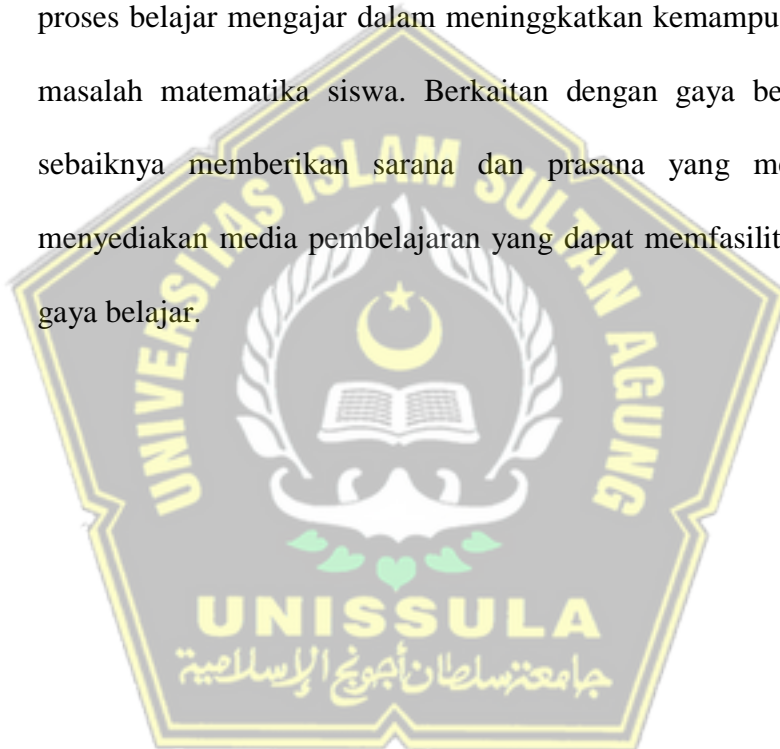 proses belajar mengajar dalam meninggkatkan kemampu
masalah matematika siswa. Berkaitan dengan gaya be
sebaiknya memberikan sarana dan prasana yang m
menyediakan media pembelajaran yang dapat memfasilit
gaya belajar.
UNIVERSITAS ISLAM SULTAN AGUNG
UNISSULA
جامعة سلطان أجونج الإسلامية